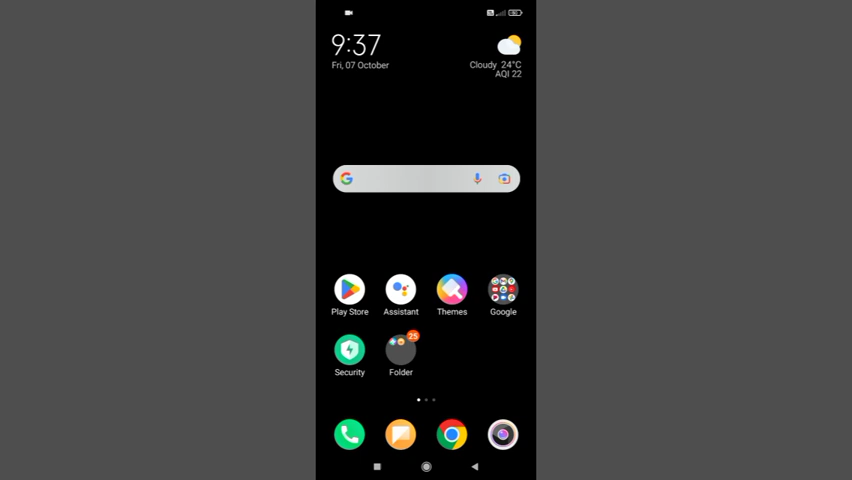 9:37
Fri, 07 October
Cloudy 24°C
AQI 22
Play Store
Assistant
Themes
Google
25
Security
Folder